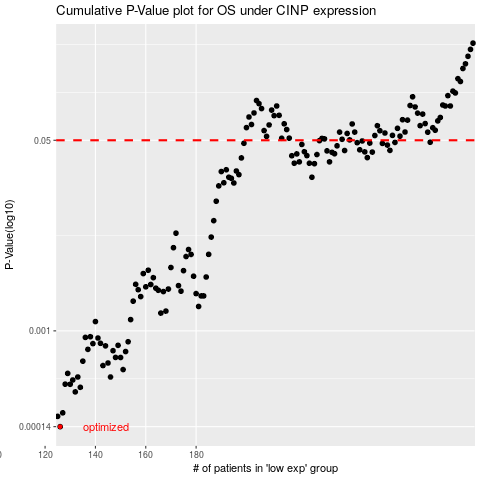 Cumulative P-Value plot for OS under CINP expression
P-Value(log10)
0.05
0.001
0.00014
optimized
0
120
140
160
180
# of patients in 'low exp' group